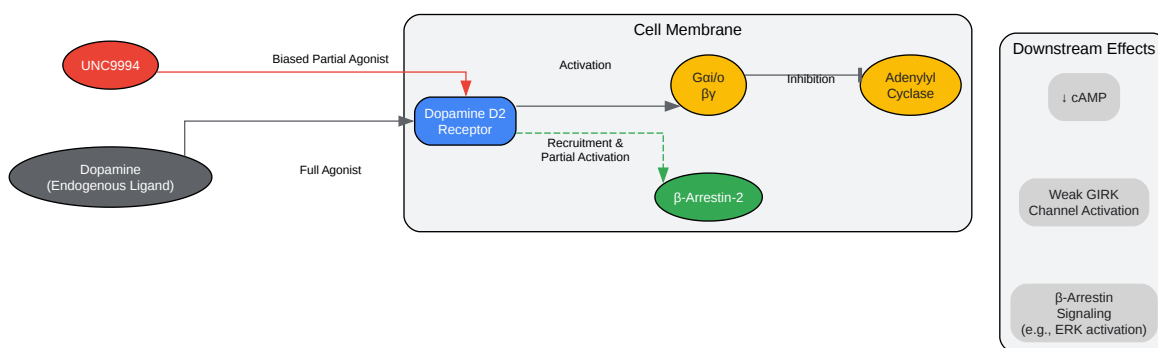 Cell Membrane
Downstream Effects
UNC9994
Biased Partial Agonist
Activation
Gαi/o
βγ
Inhibition
Adenylyl
Cyclase
↓ cAMP
Dopamine D2
Receptor
Recruitment &
Partial Activation
Dopamine
(Endogenous Ligand)
Full Agonist
β-Arrestin-2
Weak GIRK
Channel Activation
β-Arrestin
Signaling
(e.g., ERK activation)